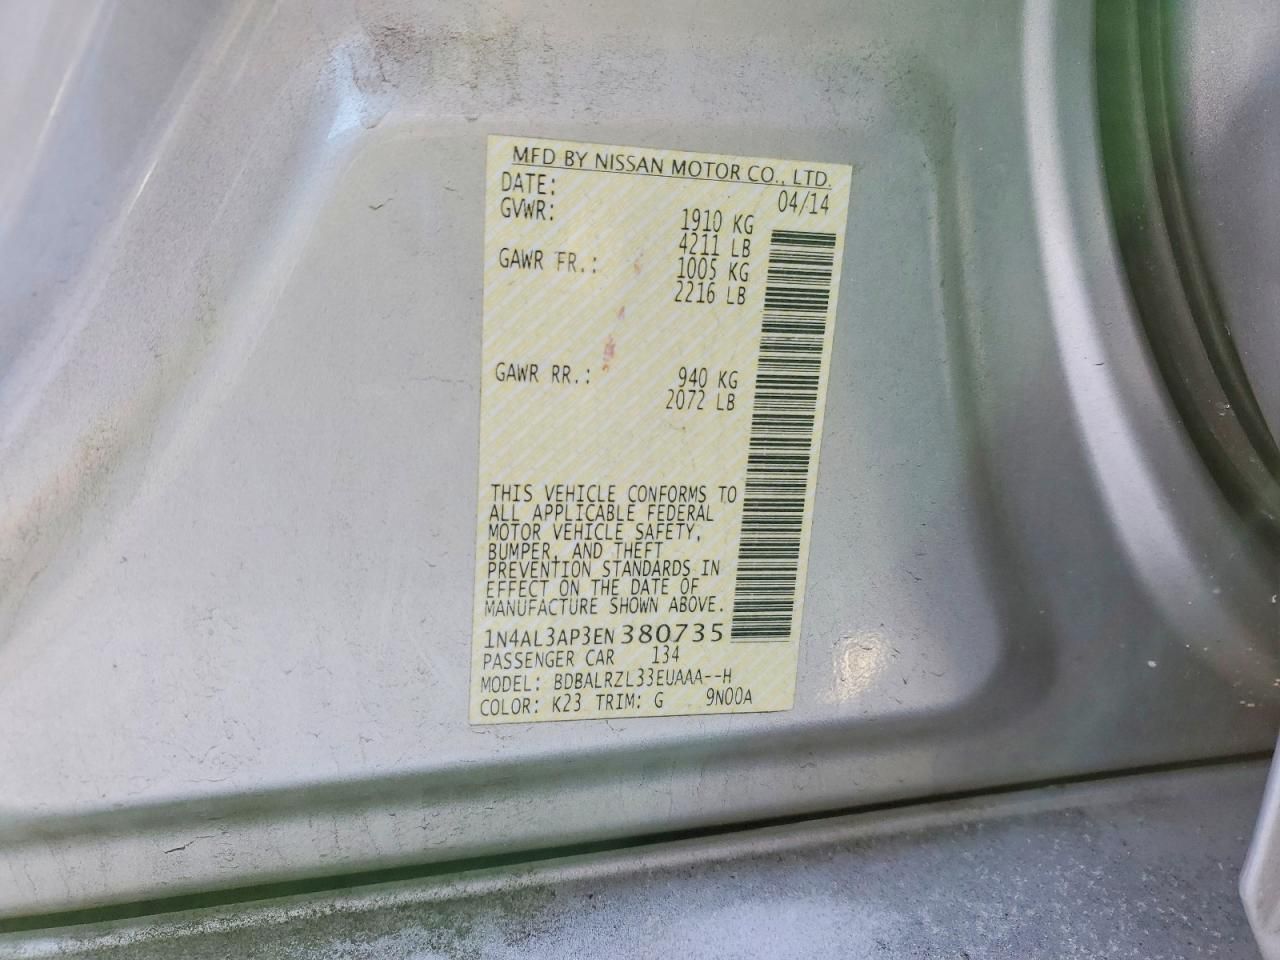 MFD BY NISSAN MOTOR CO., LTD.
DATE: 04/14
GVWR: 1910 KG
4211 LB
GAWR FR.: 1005 KG
2216 LB
GAWR RR.: 940 KG
2072 LB
THIS VEHICLE CONFORMS TO
ALL APPLICABLE FEDERAL
MOTOR VEHICLE SAFETY,
BUMPER, AND THEFT
PREVENTION STANDARDS IN
EFFECT ON THE DATE OF
MANUFACTURE SHOWN ABOVE.
1N4AL3AP3EN380735
PASSENGER CAR 134
MODEL: BDBALRZL33EUAAA--H
COLOR: K23 TRIM: G 9N00A